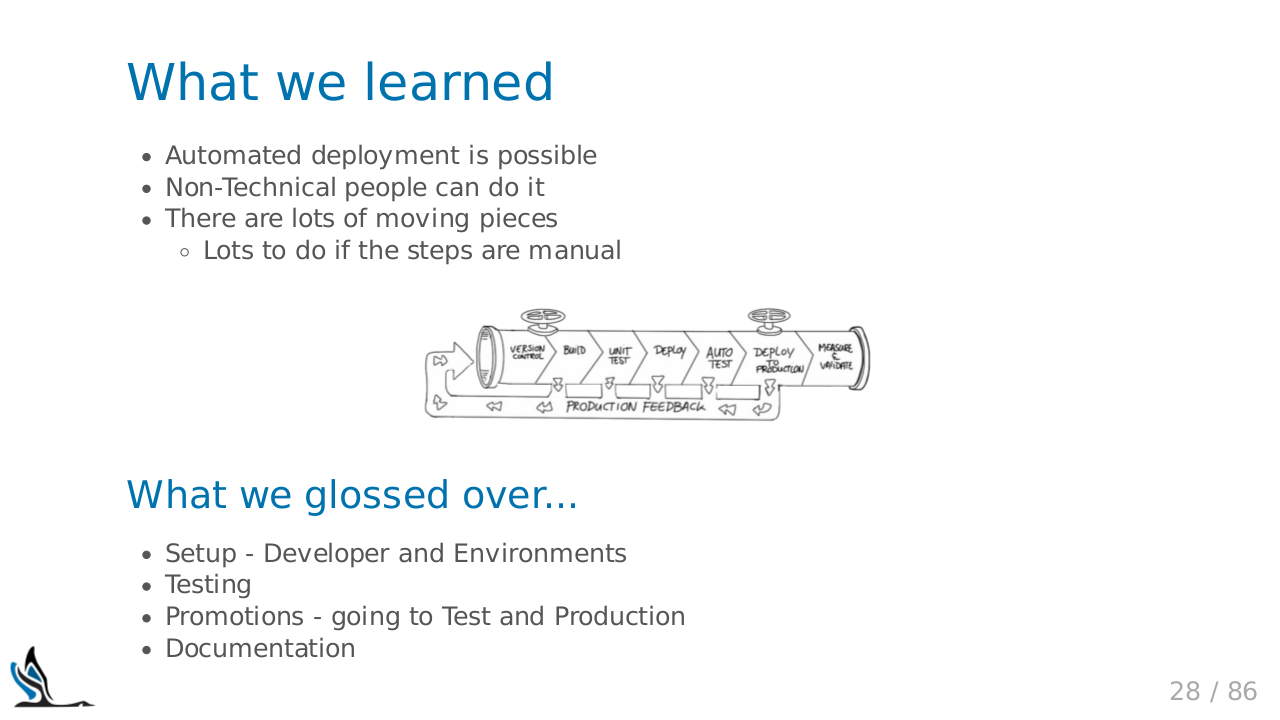 What we learned
Automated deployment is possible
Non-Technical people can do it
There are lots of moving pieces
Lots to do if the steps are manual
VERSION CONTROL
BUILD
UNIT TEST
DEPLOY
AUTO TEST
DEPLOY TO PRODUCTION
MEASURE & VALIDATE
PRODUCTION FEEDBACK
What we glossed over...
Setup - Developer and Environments
Testing
Promotions - going to Test and Production
Documentation
28 / 86